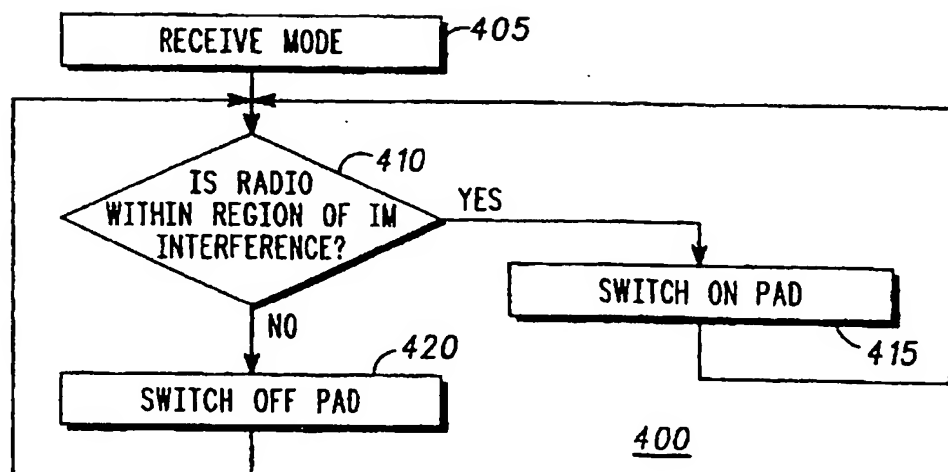 RECEIVE MODE
405
IS RADIO
WITHIN REGION OF IM
INTERFERENCE?
410
YES
SWITCH ON PAD
415
NO
SWITCH OFF PAD
420
400